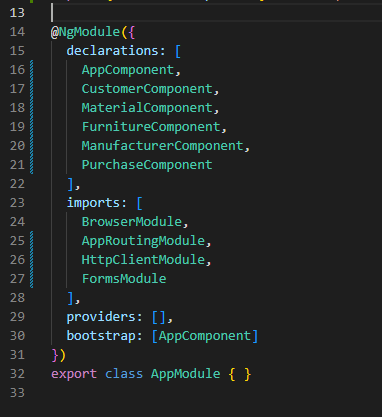 13
14 @NgModule({
15   declarations: [
16     AppComponent,
17     CustomerComponent,
18     MaterialComponent,
19     FurnitureComponent,
20     ManufacturerComponent,
21     PurchaseComponent
22   ],
23   imports: [
24     BrowserModule,
25     AppRoutingModule,
26     HttpClientModule,
27     FormsModule
28   ],
29   providers: [],
30   bootstrap: [AppComponent]
31 })
32 export class AppModule { }
33